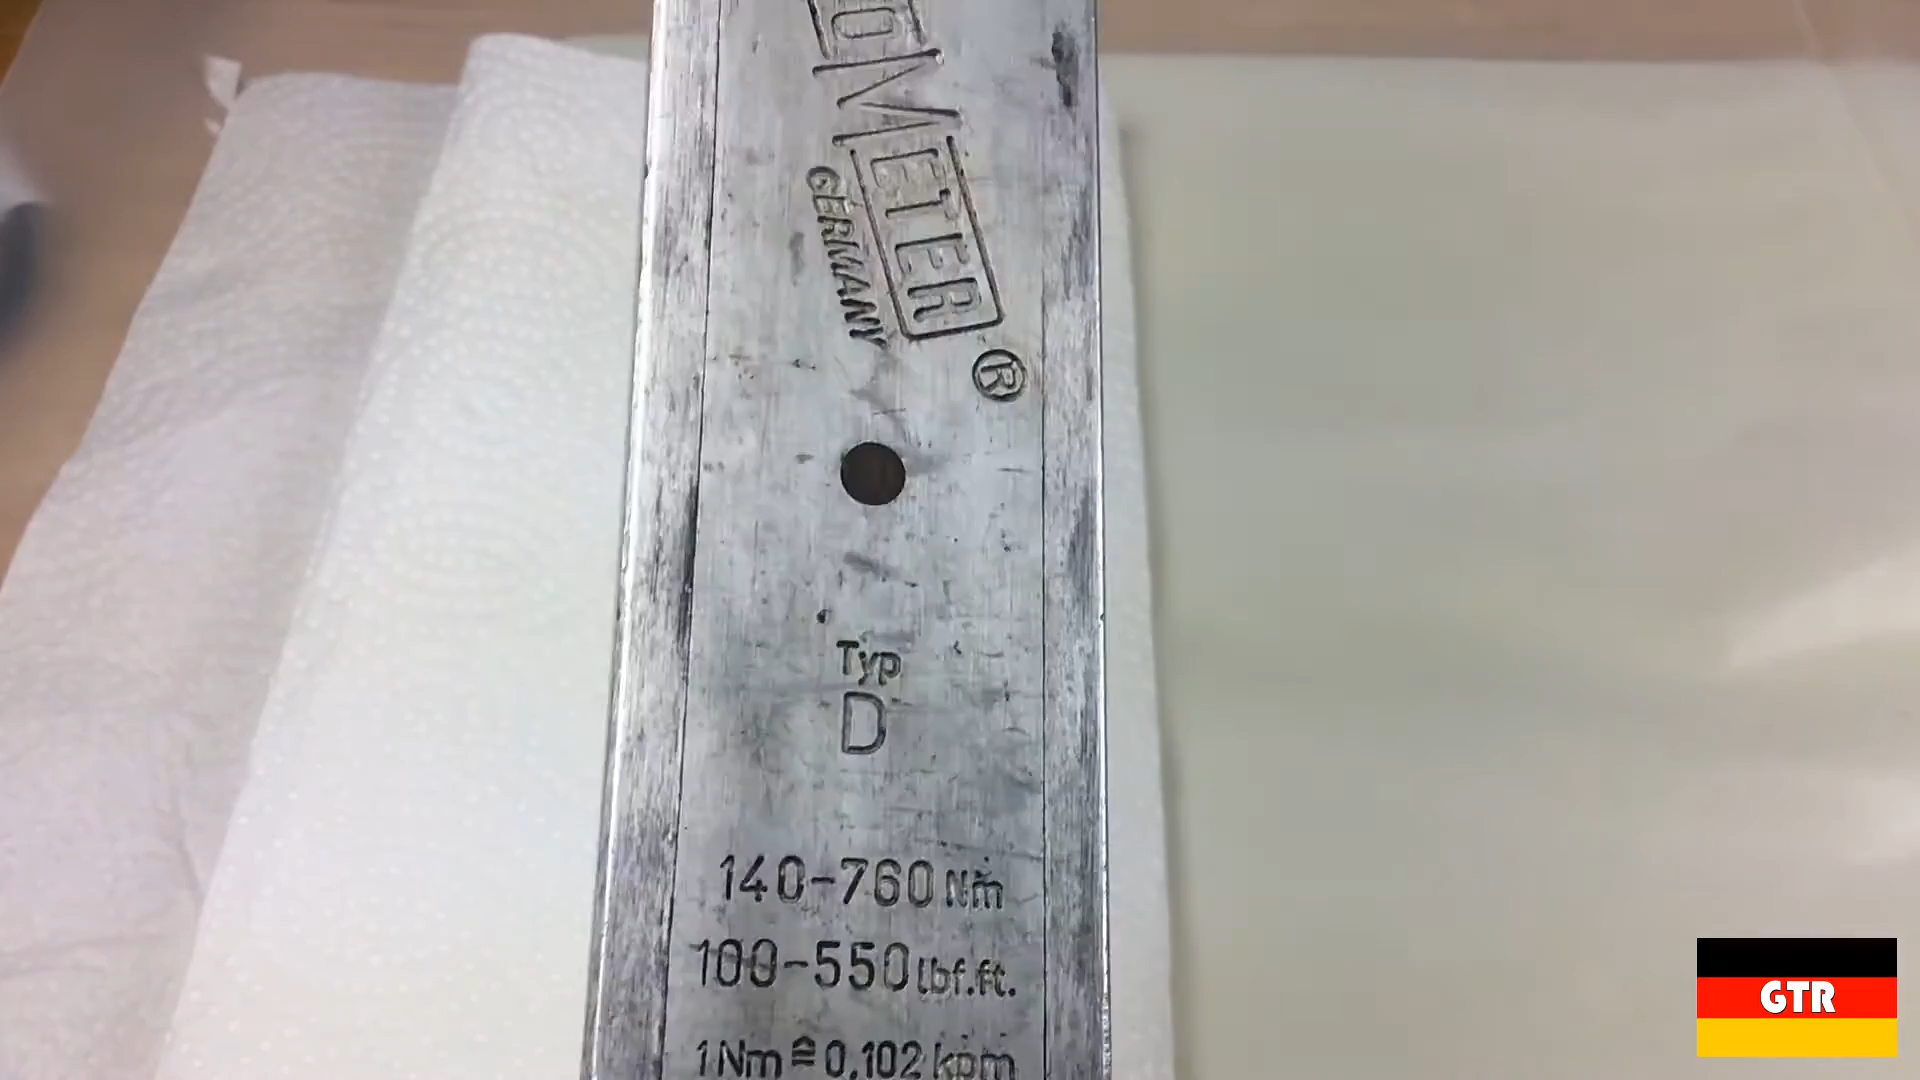 METER
GERMANY
®
Typ
D
140-760 Nm
100-550 lbf.ft.
1Nm ≙ 0,102 kpm
GTR